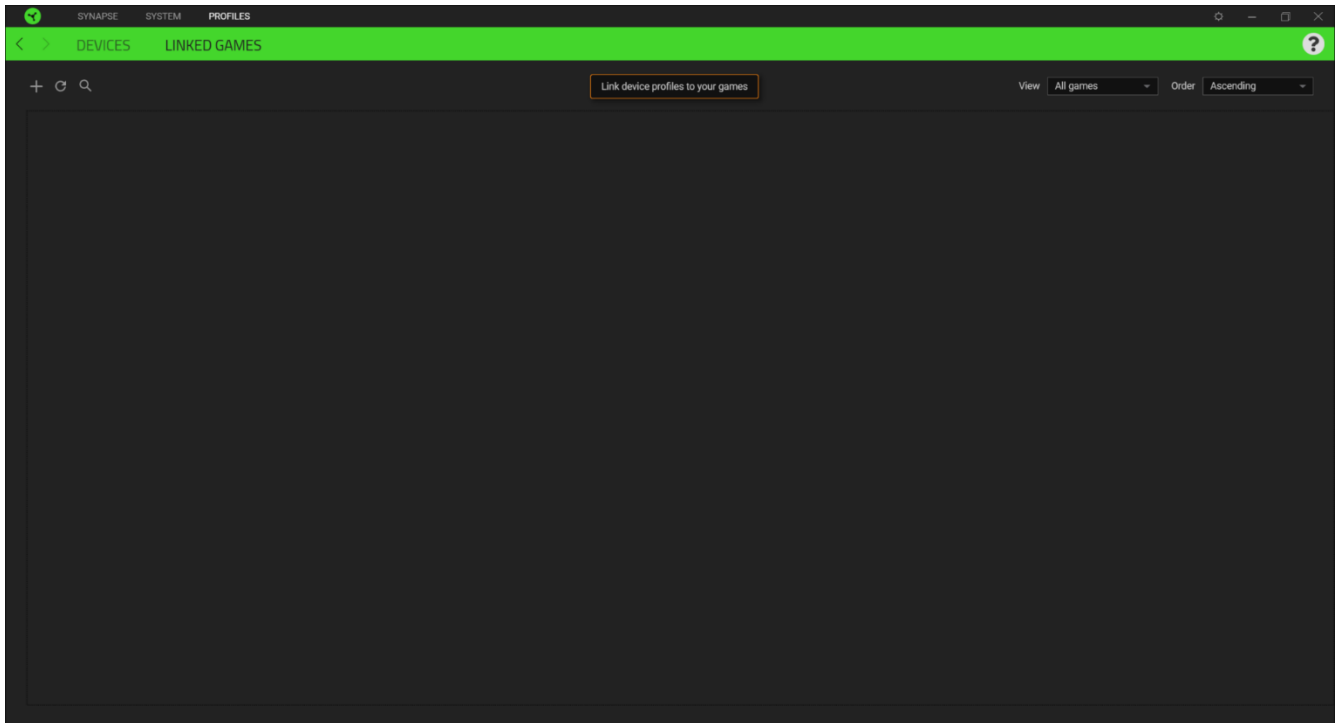 SYNAPSE SYSTEM PROFILES
DEVICES LINKED GAMES ?
Link device profiles to your games View All games Order Ascending